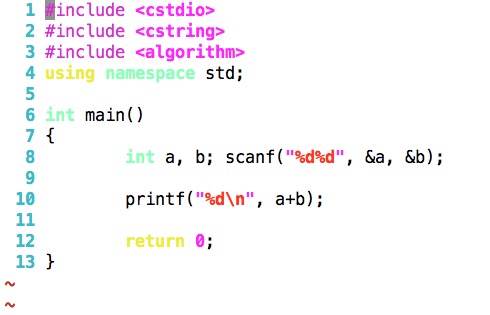 1 #include <cstdio>
2 #include <cstring>
3 #include <algorithm>
4 using namespace std;
5
6 int main()
7 {
8         int a, b; scanf("%d%d", &a, &b);
9
10         printf("%d\n", a+b);
11
12         return 0;
13 }
~
~